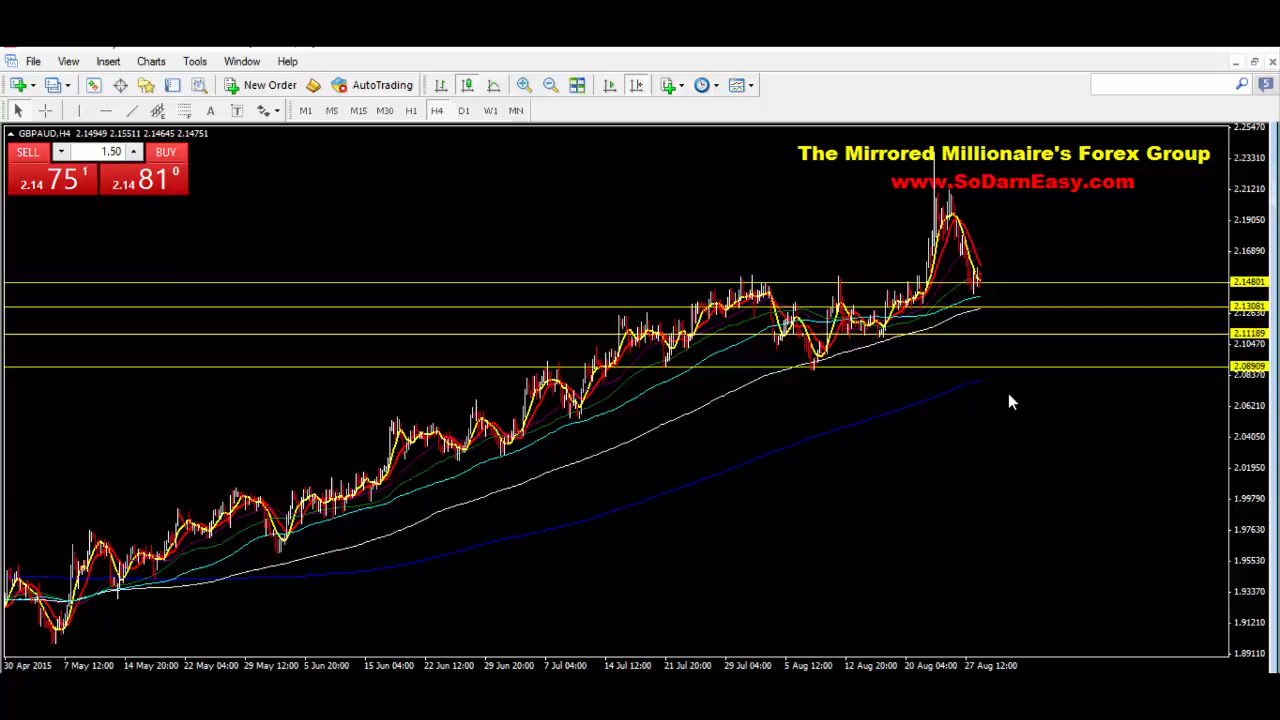 File View Insert Charts Tools Window Help
New Order AutoTrading
5
A T M1 M5 M15 M30 H1 H4 D1 W1 MN
GBPAUD,H4 2.14949 2.15511 2.14645 2.14751
SELL 1.50 BUY
2.14 75 1 2.14 81 0
The Mirrored Millionaire's Forex Group
www.SoDarnEasy.com
2.25470
2.23310
2.21210
2.19050
2.16890
2.14801
2.13081
2.12630
2.11189
2.10470
2.08909
2.08370
2.06210
2.04050
2.01950
1.99790
1.97630
1.95530
1.93370
1.91210
1.89110
30 Apr 2015 7 May 12:00 14 May 20:00 22 May 04:00 29 May 12:00 5 Jun 20:00 15 Jun 04:00 22 Jun 12:00 29 Jun 20:00 7 Jul 04:00 14 Jul 12:00 21 Jul 20:00 29 Jul 04:00 5 Aug 12:00 12 Aug 20:00 20 Aug 04:00 27 Aug 12:00